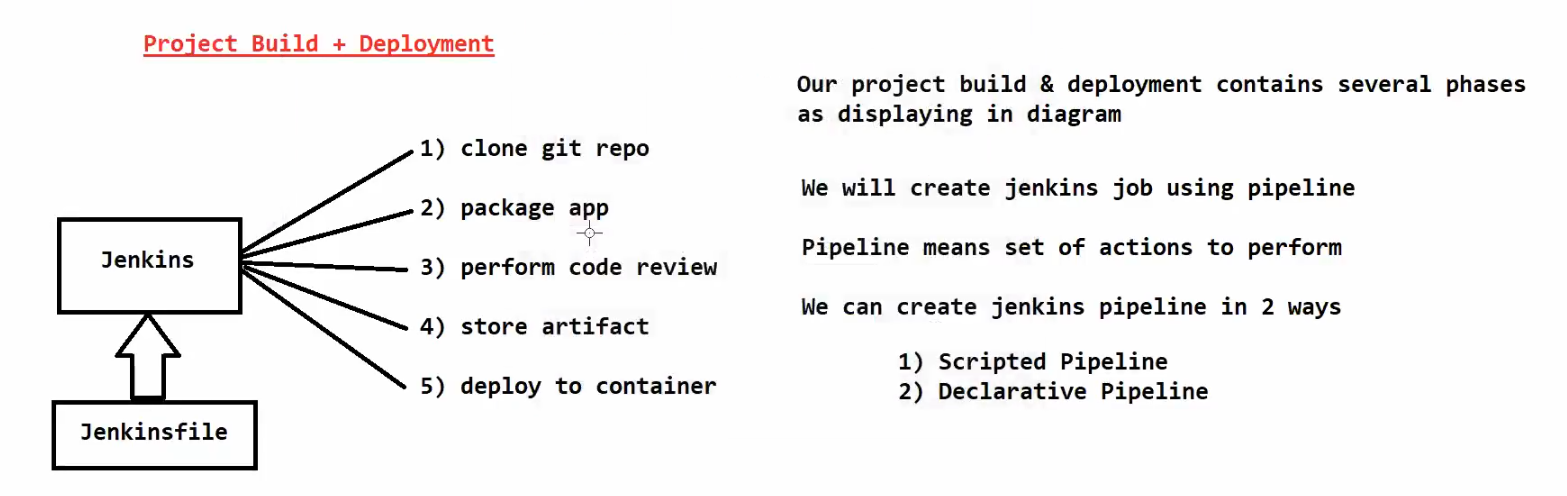 Project Build + Deployment
1) clone git repo
2) package app
3) perform code review
4) store artifact
5) deploy to container
Jenkins
Jenkinsfile
Our project build & deployment contains several phases
as displaying in diagram
We will create jenkins job using pipeline
Pipeline means set of actions to perform
We can create jenkins pipeline in 2 ways
1) Scripted Pipeline
2) Declarative Pipeline